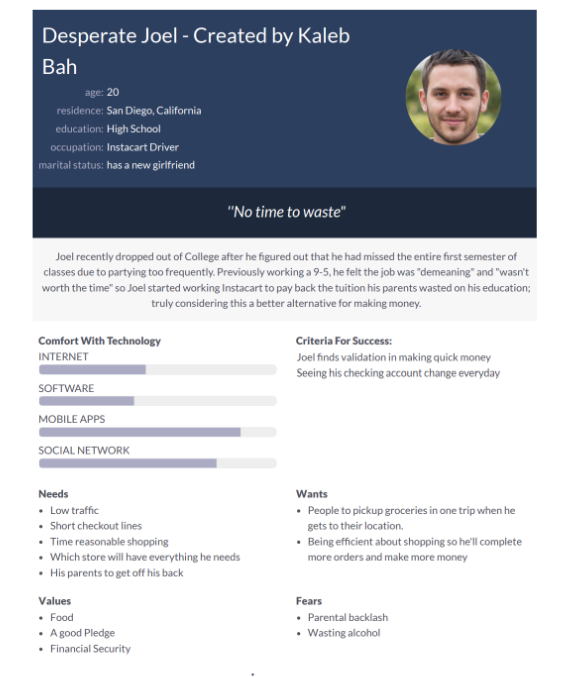 Desperate Joel - Created by Kaleb
Bah
age: 20
residence: San Diego, California
education: High School
occupation: Instacart Driver
marital status: has a new girlfriend
"No time to waste"
Joel recently dropped out of College after he figured out that he had missed the entire first semester of
classes due to partying too frequently. Previously working a 9-5, he felt the job was "demeaning" and "wasn't
worth the time" so Joel started working Instacart to pay back the tuition his parents wasted on his education;
truly considering this a better alternative for making money.
Comfort With Technology
INTERNET
SOFTWARE
MOBILE APPS
SOCIAL NETWORK
Criteria For Success:
Joel finds validation in making quick money
Seeing his checking account change everyday
Needs
• Low traffic
• Short checkout lines
• Time reasonable shopping
• Which store will have everything he needs
• His parents to get off his back
Wants
• People to pickup groceries in one trip when he
gets to their location.
• Being efficient about shopping so he'll complete
more orders and make more money
Values
• Food
• A good Pledge
• Financial Security
Fears
• Parental backlash
• Wasting alcohol